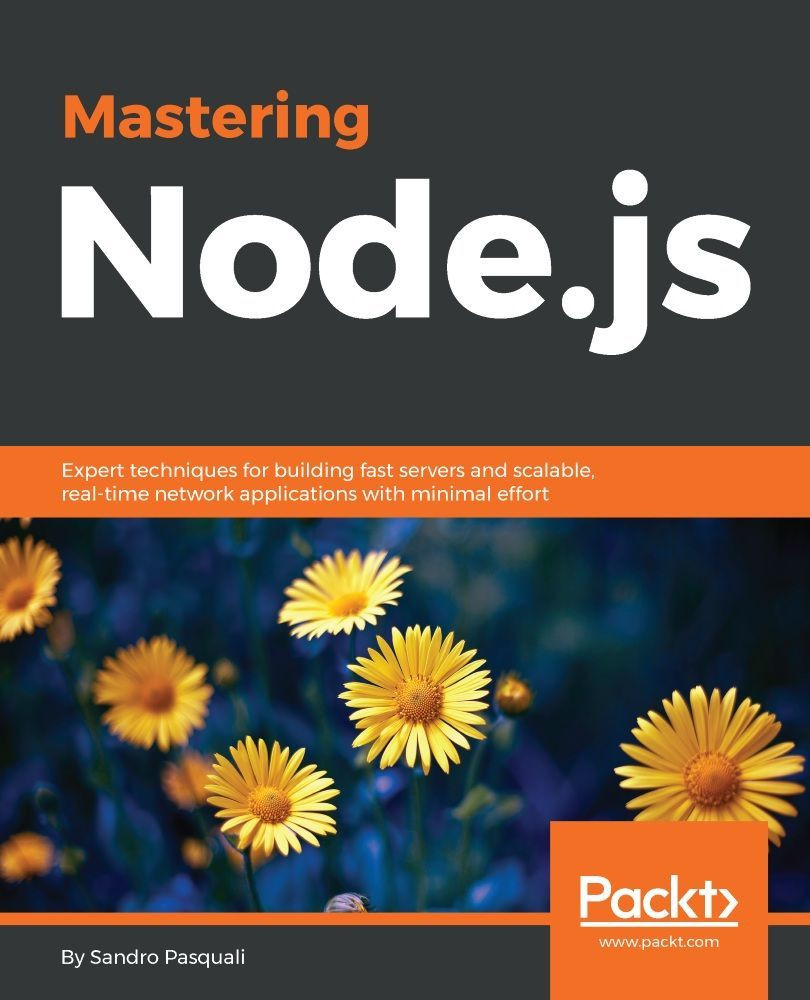 Mastering
Node.js
Expert techniques for building fast servers and scalable,
real-time network applications with minimal effort
Packt>
www.packt.com
By Sandro Pasquali